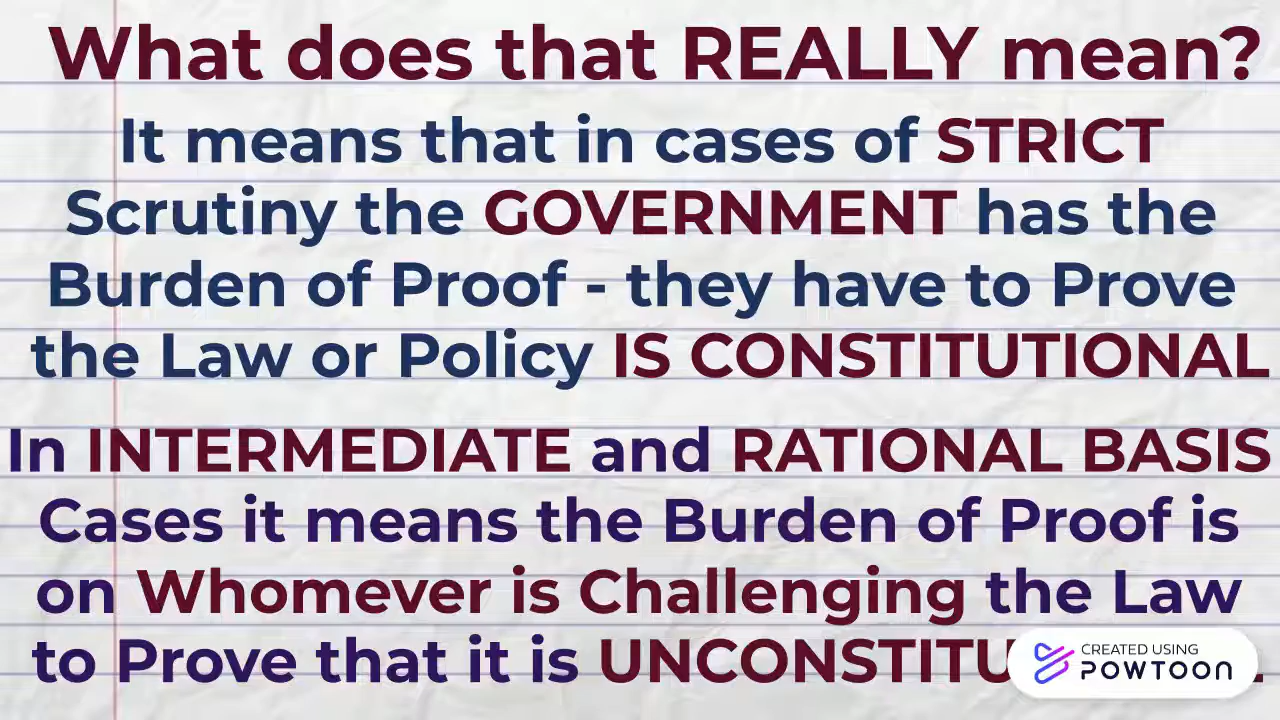 What does that REALLY mean?
It means that in cases of STRICT
Scrutiny the GOVERNMENT has the
Burden of Proof - they have to Prove
the Law or Policy IS CONSTITUTIONAL
In INTERMEDIATE and RATIONAL BASIS
Cases it means the Burden of Proof is
on Whomever is Challenging the Law
to Prove that it is
CREATED USING
POWTOON